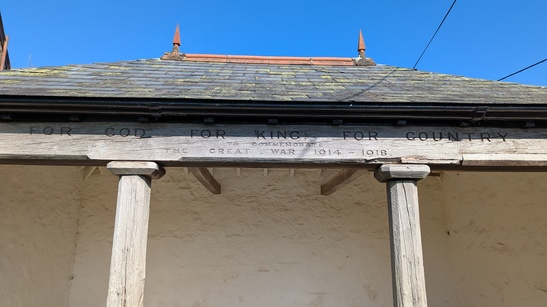 FOR GOD FOR KING FOR COUNTRY
TO COMMEMORATE
THE GREAT WAR 1914 - 1918